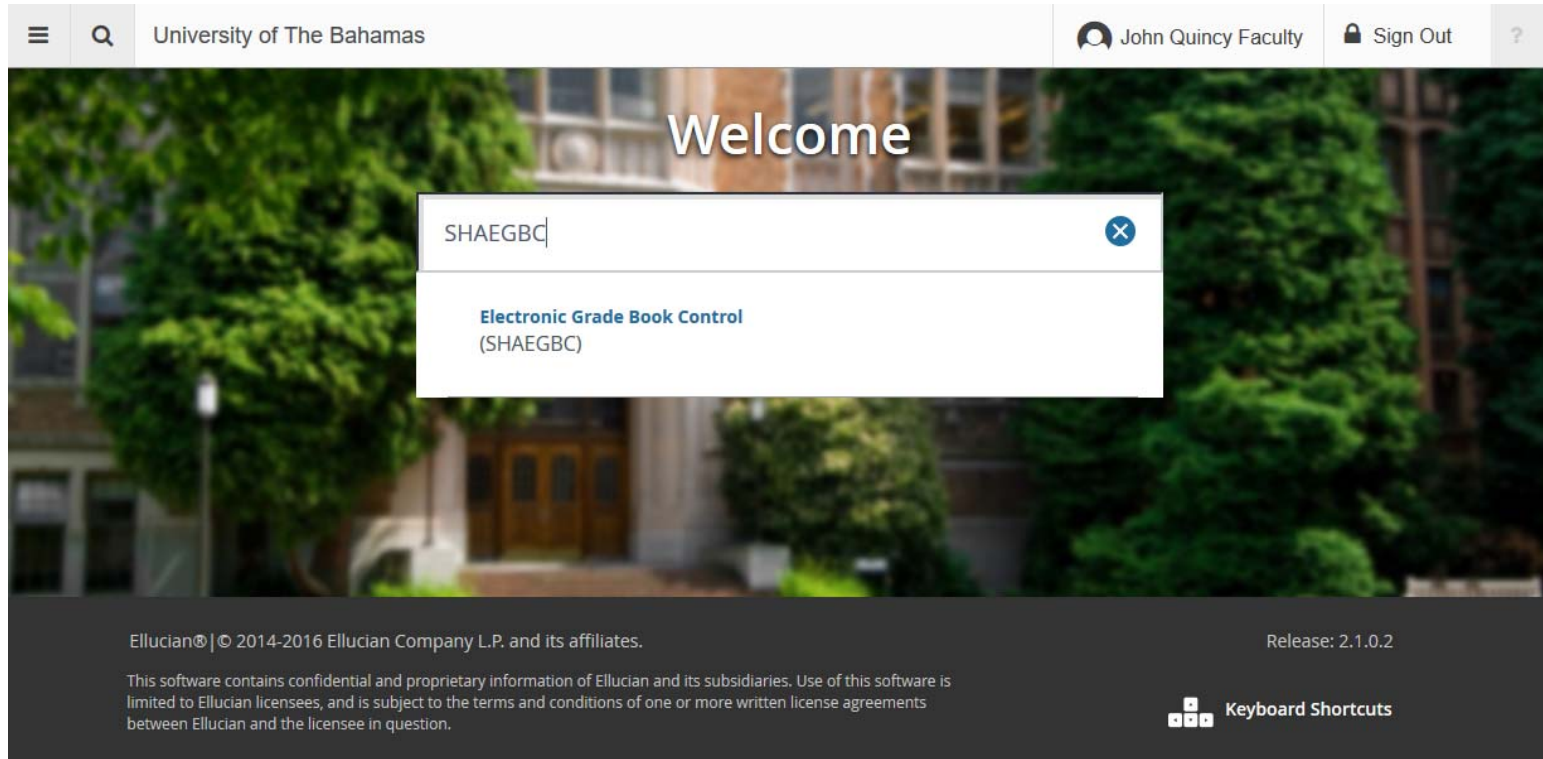 University of The Bahamas
John Quincy Faculty
Sign Out
?
Welcome
SHAEGBC
Electronic Grade Book Control
(SHAEGBC)
Ellucian®|© 2014-2016 Ellucian Company L.P. and its affiliates.
Release: 2.1.0.2
This software contains confidential and proprietary information of Ellucian and its subsidiaries. Use of this software is
limited to Ellucian licensees, and is subject to the terms and conditions of one or more written license agreements
between Ellucian and the licensee in question.
Keyboard Shortcuts